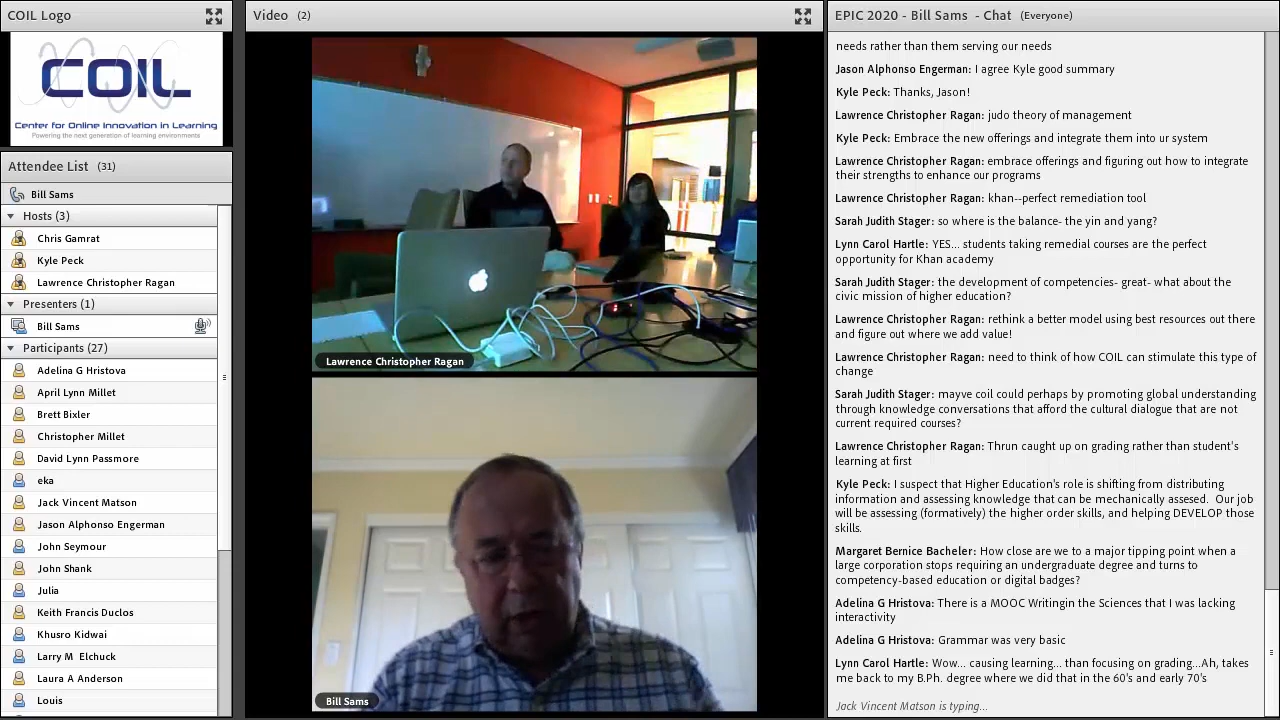 COIL Logo
COIL
Center for Online Innovation in Learning
Powering the next generation of learning environments
Attendee List (31)
Bill Sams
Hosts (3)
Chris Gamrat
Kyle Peck
Lawrence Christopher Ragan
Presenters (1)
Bill Sams
Participants (27)
Adelina G Hristova
April Lynn Millet
Brett Bixler
Christopher Millet
David Lynn Passmore
eka
Jack Vincent Matson
Jason Alphonso Engerman
John Seymour
John Shank
Julia
Keith Francis Duclos
Khusro Kidwai
Larry M Elchuck
Laura A Anderson
Louis
Video (2)
Lawrence Christopher Ragan
Bill Sams
EPIC 2020 - Bill Sams - Chat (Everyone)
needs rather than them serving our needs
Jason Alphonso Engerman: I agree Kyle good summary
Kyle Peck: Thanks, Jason!
Lawrence Christopher Ragan: judo theory of management
Kyle Peck: Embrace the new offerings and integrate them into ur system
Lawrence Christopher Ragan: embrace offerings and figuring out how to integrate
their strengths to enhance our programs
Lawrence Christopher Ragan: khan--perfect remediation tool
Sarah Judith Stager: so where is the balance- the yin and yang?
Lynn Carol Hartle: YES... students taking remedial courses are the perfect
opportunity for Khan academy
Sarah Judith Stager: the development of competencies- great- what about the
civic mission of higher education?
Lawrence Christopher Ragan: rethink a better model using best resources out there
and figure out where we add value!
Lawrence Christopher Ragan: need to think of how COIL can stimulate this type of
change
Sarah Judith Stager: mayve coil could perhaps by promoting global understanding
through knowledge conversations that afford the cultural dialogue that are not
current required courses?
Lawrence Christopher Ragan: Thrun caught up on grading rather than student's
learning at first
Kyle Peck: I suspect that Higher Education's role is shifting from distributing
information and assessing knowledge that can be mechanically assesed. Our job
will be assessing (formatively) the higher order skills, and helping DEVELOP those
skills.
Margaret Bernice Bacheler: How close are we to a major tipping point when a
large corporation stops requiring an undergraduate degree and turns to
competency-based education or digital badges?
Adelina G Hristova: There is a MOOC Writingin the Sciences that I was lacking
interactivity
Adelina G Hristova: Grammar was very basic
Lynn Carol Hartle: Wow... causing learning... than focusing on grading...Ah, takes
me back to my B.Ph. degree where we did that in the 60's and early 70's
Jack Vincent Matson is typing...